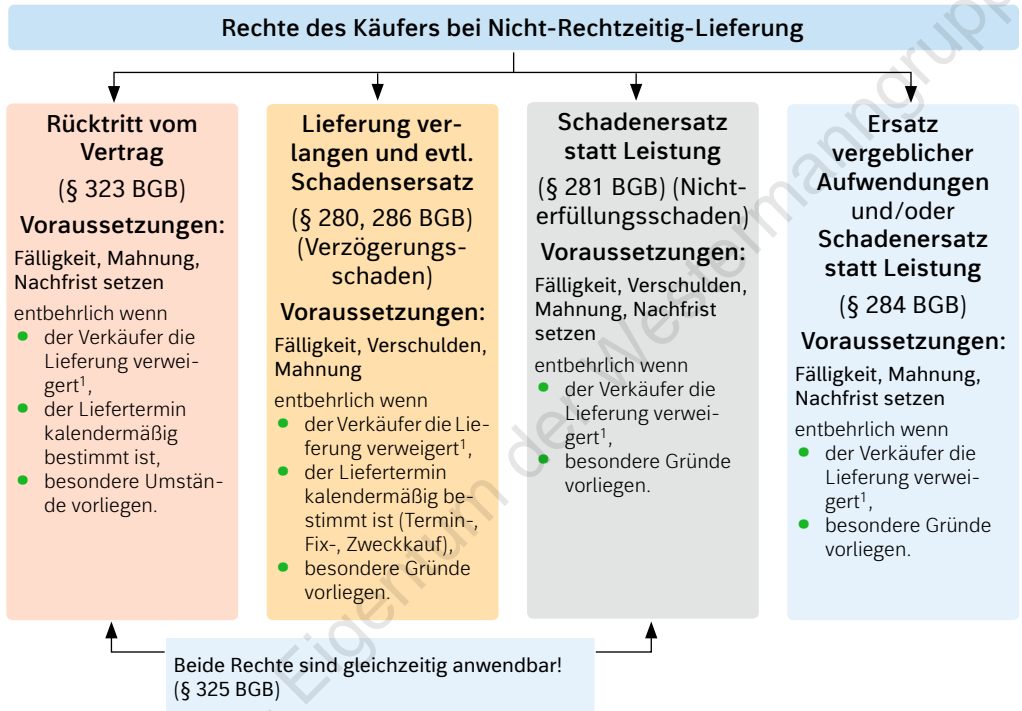 Rechte des Käufers bei Nicht-Rechtzeitig-Lieferung
Rücktritt vom
Vertrag
(§ 323 BGB)
Voraussetzungen:
Fälligkeit, Mahnung,
Nachfrist setzen
entbehrlich wenn
• der Verkäufer die
Lieferung verwei-
gert¹,
• der Liefertermin
kalendermäßig
bestimmt ist,
• besondere Umstän-
de vorliegen.
Lieferung ver-
langen und evtl.
Schadensersatz
(§ 280, 286 BGB)
(Verzögerungs-
schaden)
Voraussetzungen:
Fälligkeit, Verschulden,
Mahnung
entbehrlich wenn
• der Verkäufer die Lie-
ferung verweigert¹,
• der Liefertermin
kalendermäßig be-
stimmt ist (Termin-,
Fix-, Zweckkauf),
• besondere Gründe
vorliegen.
Schadenersatz
statt Leistung
(§ 281 BGB) (Nicht-
erfüllungsschaden)
Voraussetzungen:
Fälligkeit, Verschulden,
Mahnung, Nachfrist
setzen
entbehrlich wenn
• der Verkäufer die
Lieferung verwei-
gert¹,
• besondere Gründe
vorliegen.
Ersatz
vergeblicher
Aufwendungen
und/oder
Schadenersatz
statt Leistung
(§ 284 BGB)
Voraussetzungen:
Fälligkeit, Mahnung,
Nachfrist setzen
entbehrlich wenn
• der Verkäufer die
Lieferung verwei-
gert¹,
• besondere Gründe
vorliegen.
Beide Rechte sind gleichzeitig anwendbar!
(§ 325 BGB)
Eigentum der Westermanngrupp